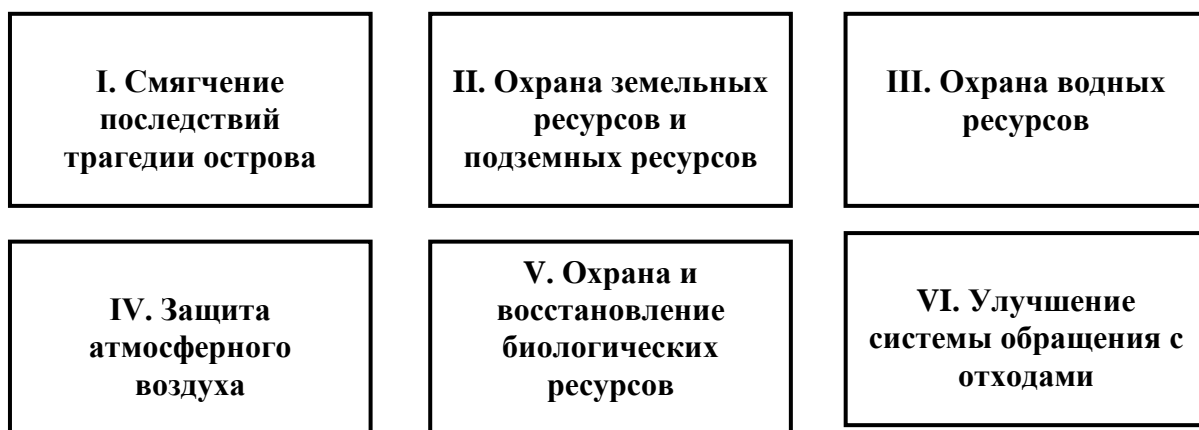 I. Смягчение
последствий
трагедии острова
II. Охрана земельных
ресурсов и
подземных ресурсов
III. Охрана водных
ресурсов
IV. Защита
атмосферного
воздуха
V. Охрана и
восстановление
биологических
ресурсов
VI. Улучшение
системы обращения с
отходами